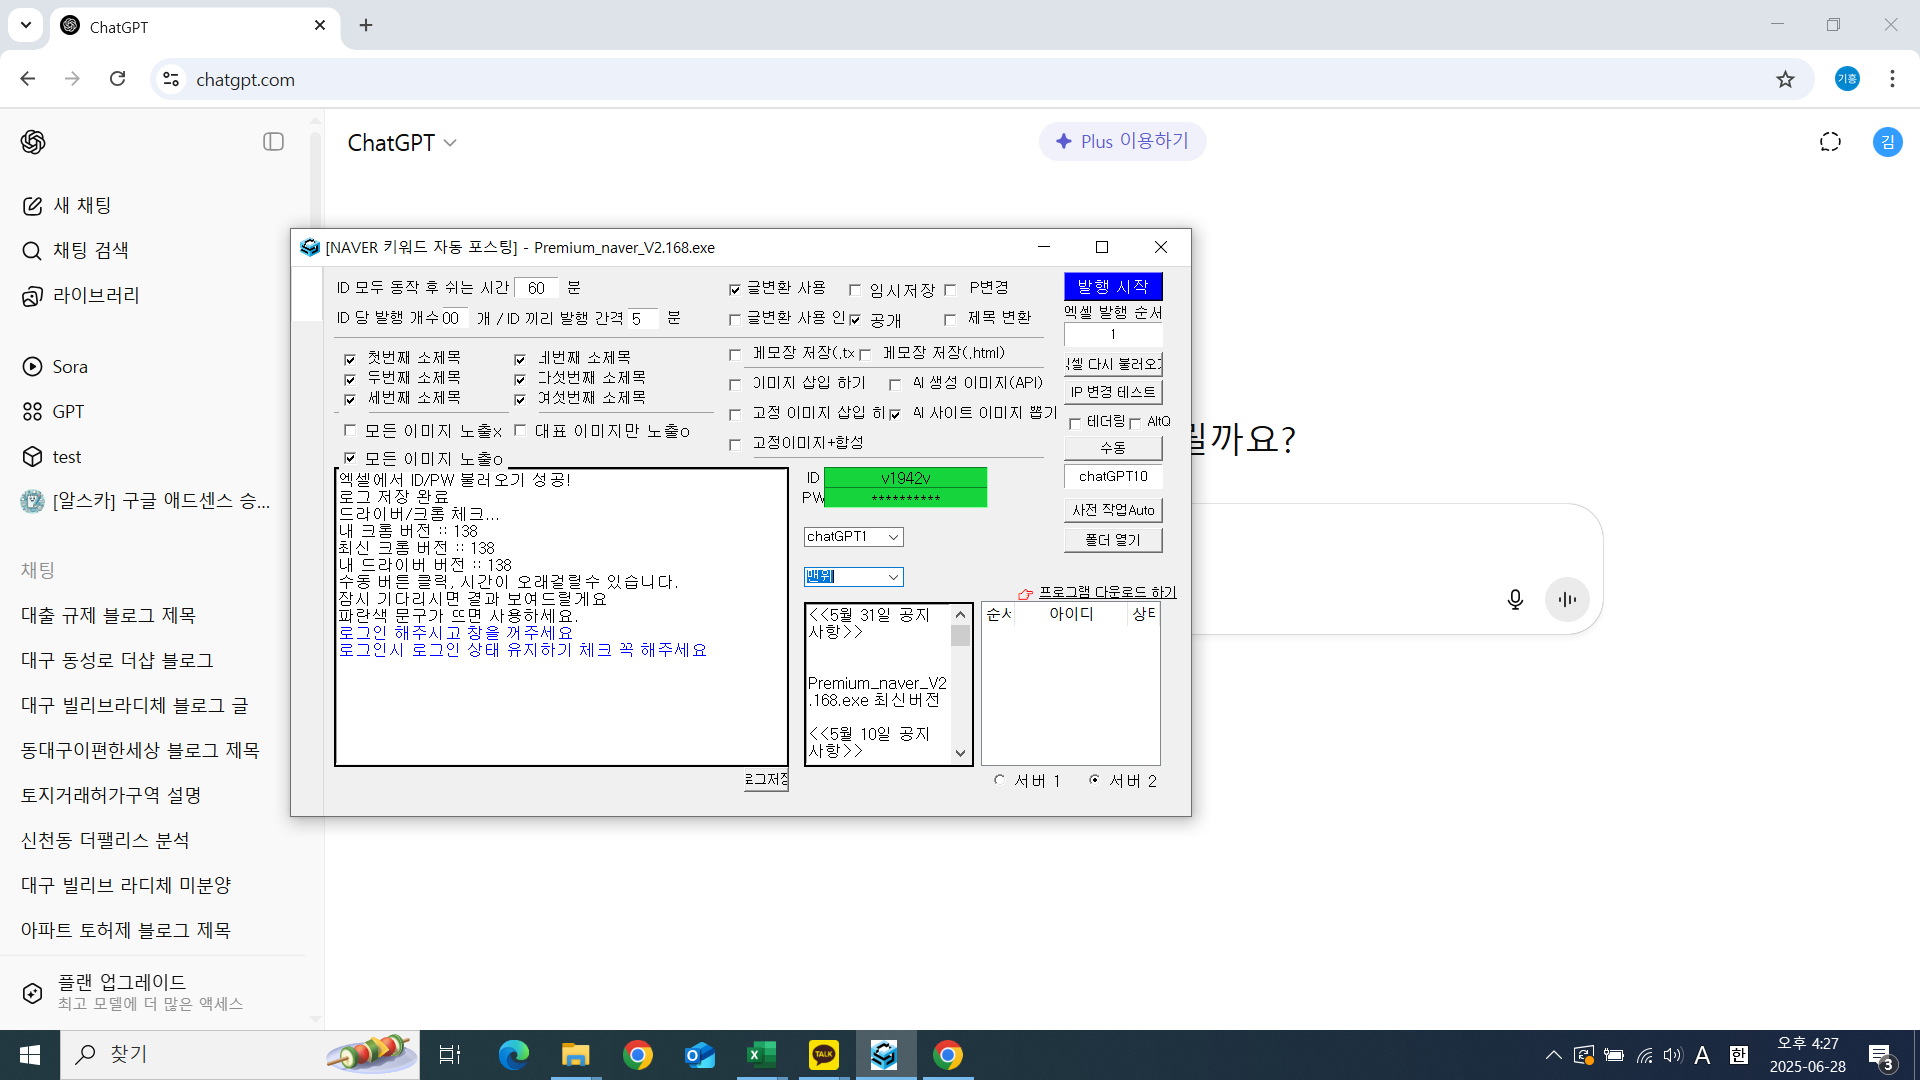 ChatGPT
chatgpt.com
기흥
ChatGPT
Plus 이용하기
김
새 채팅
채팅 검색
라이브러리
Sora
GPT
test
[알스카] 구글 애드센스 승...
채팅
대출 규제 블로그 제목
대구 동성로 더샵 블로그
대구 빌리브라디체 블로그 글
동대구이편한세상 블로그 제목
토지거래허가구역 설명
신천동 더팰리스 분석
대구 빌리브 라디체 미분양
아파트 토허제 블로그 제목
플랜 업그레이드
최고 모델에 더 많은 액세스
릴까요?
[NAVER 키워드 자동 포스팅] - Premium_naver_V2.168.exe
ID 모두 동작 후 쉬는 시간 60 분
ID 당 발행 개수 00 개 / ID 끼리 발행 간격 5 분
첫번째 소제목
두번째 소제목
세번째 소제목
네번째 소제목
다섯번째 소제목
여섯번째 소제목
모든 이미지 노출x
대표 이미지만 노출o
모든 이미지 노출o
글변환 사용
임시저장
P변경
글변환 사용 인
공개
제목 변환
메모장 저장(.tx
메모장 저장(.html)
이미지 삽입 하기
AI 생성 이미지(API)
고정 이미지 삽입 하
AI 사이트 이미지 뽑기
고정이미지+합성
발행 시작
엑셀 발행 순서
1
엑셀 다시 불러오기
IP 변경 테스트
테더링
AltQ
수동
chatGPT10
사전 작업Auto
폴더 열기
엑셀에서 ID/PW 불러오기 성공!
로그 저장 완료
드라이버/크롬 체크...
내 크롬 버전 :: 138
최신 크롬 버전 :: 138
내 드라이버 버전 :: 138
수동 버튼 클릭, 시간이 오래걸릴수 있습니다.
잠시 기다리시면 결과 보여드릴게요
파란색 문구가 뜨면 사용하세요.
로그인 해주시고 창을 꺼주세요
로그인시 로그인 상태 유지하기 체크 꼭 해주세요
로그저장
ID v1942v
PW **********
chatGPT1
맨위
<<5월 31일 공지
사항>>
Premium_naver_V2
.168.exe 최신버전
<<5월 10일 공지
사항>>
프로그램 다운로드 하기
순서 아이디 상태
서버 1
서버 2
찾기
TALK
A
한
오후 4:27
2025-06-28
3